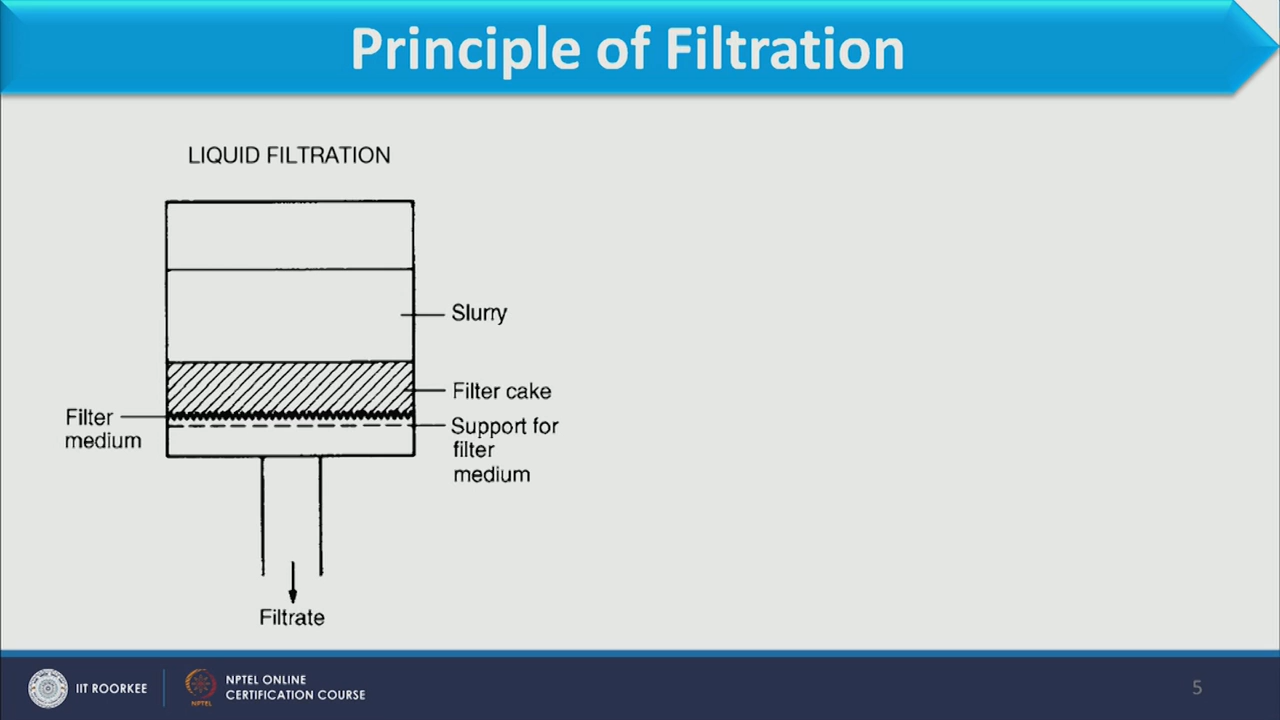 Principle of Filtration
LIQUID FILTRATION
Slurry
Filter cake
Filter
medium
Support for
filter
medium
Filtrate
IIT ROORKEE
NPTEL
NPTEL ONLINE
CERTIFICATION COURSE
5